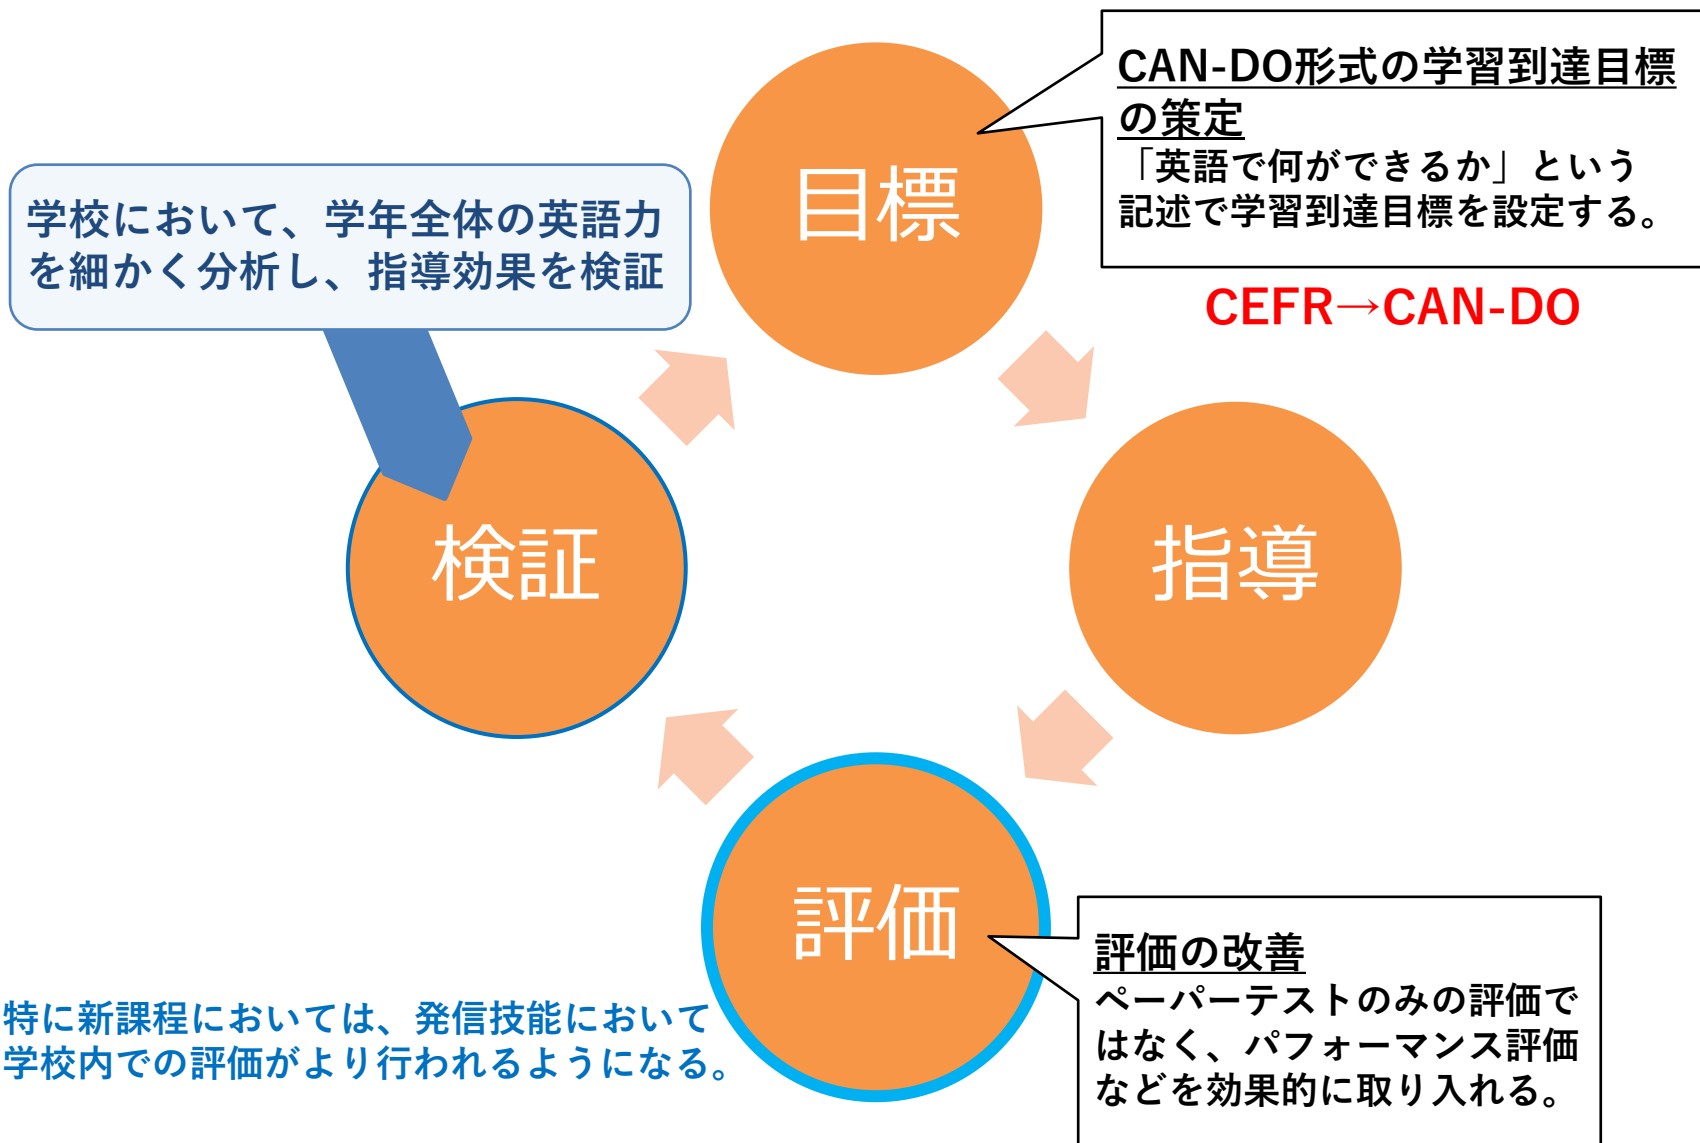 CAN-DO形式の学習到達目標
の策定
「英語で何ができるか」という
記述で学習到達目標を設定する。
目標
学校において、学年全体の英語力
を細かく分析し、指導効果を検証
CEFR→CAN-DO
検証
指導
評価
評価の改善
ペーパーテストのみの評価で
はなく、パフォーマンス評価
などを効果的に取り入れる。
特に新課程においては、発信技能において
学校内での評価がより行われるようになる。